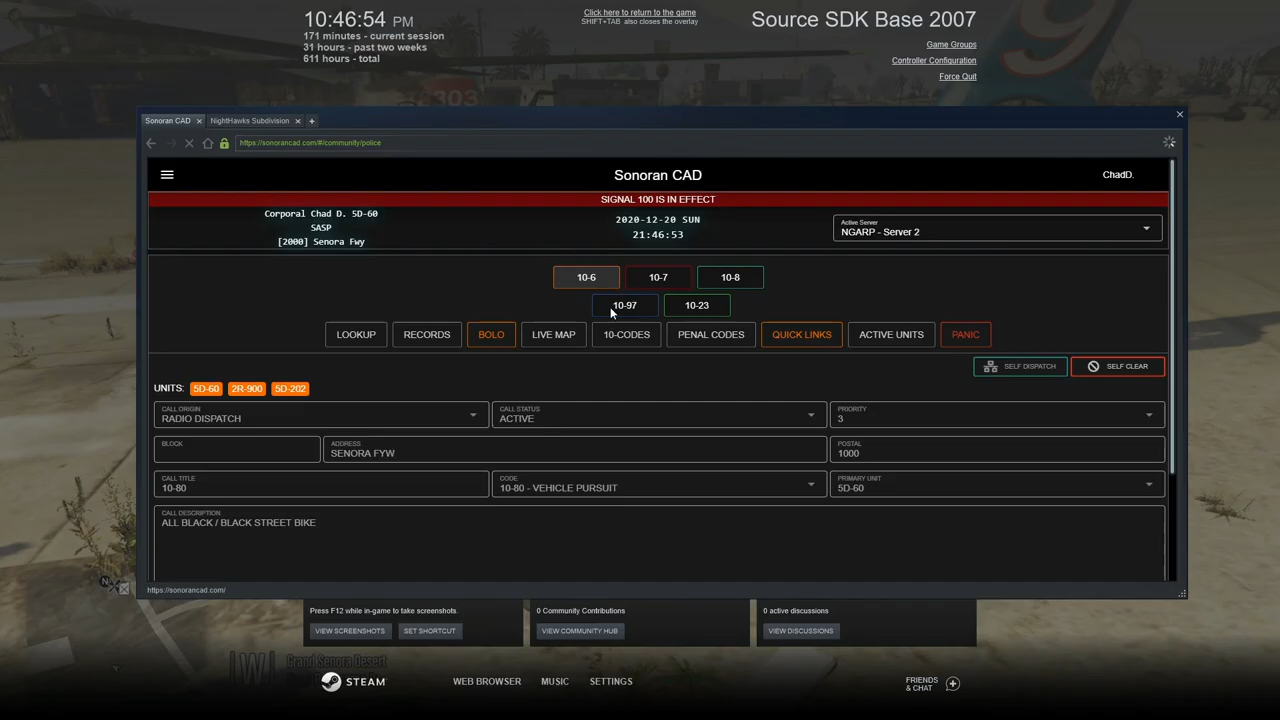 10:46:54 PM
171 minutes - current session
31 hours - past two weeks
611 hours - total
Click here to return to the game
SHIFT+TAB also closes the overlay
Source SDK Base 2007
Game Groups
Controller Configuration
Force Quit
303
9
Sonoran CAD
NightHawks Subdivision
https://sonorancad.com/#/community/police
Sonoran CAD
ChadD.
SIGNAL 100 IS IN EFFECT
Corporal Chad D. 5D-60
SASP
[2000] Senora Fwy
2020-12-20 SUN
21:46:53
Active Server
NGARP - Server 2
10-6
10-7
10-8
10-97
10-23
LOOKUP
RECORDS
BOLO
LIVE MAP
10-CODES
PENAL CODES
QUICK LINKS
ACTIVE UNITS
PANIC
SELF DISPATCH
SELF CLEAR
UNITS: 5D-60 2R-900 5D-202
CALL ORIGIN
RADIO DISPATCH
CALL STATUS
ACTIVE
PRIORITY
3
BLOCK
ADDRESS
SENORA FYW
POSTAL
1000
CALL TITLE
10-80
CODE
10-80 - VEHICLE PURSUIT
PRIMARY UNIT
5D-60
CALL DESCRIPTION
ALL BLACK / BLACK STREET BIKE
https://sonorancad.com/
Press F12 while in-game to take screenshots.
VIEW SCREENSHOTS
SET SHORTCUT
0 Community Contributions
VIEW COMMUNITY HUB
0 active discussions
VIEW DISCUSSIONS
W
Grand Senora Desert
STEAM
WEB BROWSER
MUSIC
SETTINGS
FRIENDS
& CHAT